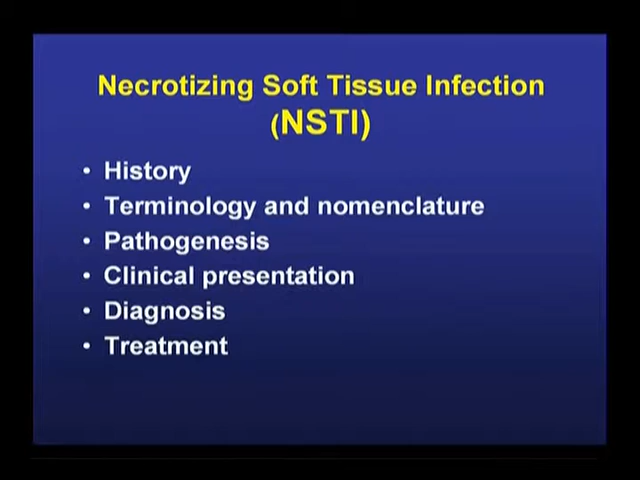 Necrotizing Soft Tissue Infection
(NSTI)
• History
• Terminology and nomenclature
• Pathogenesis
• Clinical presentation
• Diagnosis
• Treatment